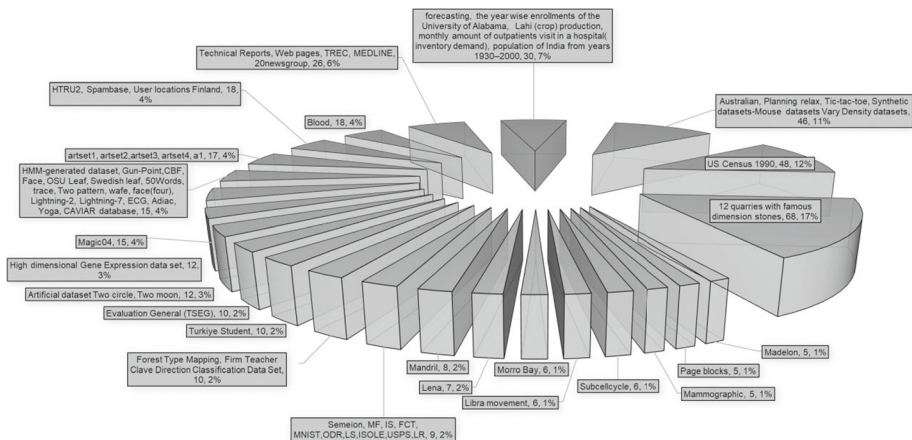 forecasting, the year wise enrollments of the
University of Alabama, Lahi (crop) production,
monthly amount of outpatients visit in a hospital(
inventory demand), population of India from years
1930–2000, 30, 7%
Technical Reports, Web pages, TREC, MEDLINE,
20newsgroup, 26, 6%
HTRU2, Spambase, User locations Finland, 18,
4%
Blood, 18, 4%
artset1, artset2,artset3, artset4, a1, 17, 4%
HMM-generated dataset, Gun-Point,CBF,
Face, OSU Leaf, Swedish leaf, 50Words,
trace, Two pattern, wafe, face(four),
Lightning-2, Lightning-7, ECG, Adiac,
Yoga, CAVIAR database, 15, 4%
Magic04, 15, 4%
High dimensional Gene Expression data set, 12,
3%
Artificial dataset Two circle, Two moon, 12, 3%
Evaluation General (TSEG), 10, 2%
Turkiye Student, 10, 2%
Forest Type Mapping, Firm Teacher
Clave Direction Classification Data Set,
10, 2%
Semeion, MF, IS, FCT,
MNIST,ODR,LS,ISOLE,USPS,LR, 9, 2%
Mandril, 8, 2%
Lena, 7, 2%
Morro Bay, 6, 1%
Libra movement, 6, 1%
Subcellcycle, 6, 1%
Mammographic, 5, 1%
Page blocks, 5, 1%
Madelon, 5, 1%
12 quarries with famous
dimension stones, 68, 17%
US Census 1990, 48, 12%
Australian, Planning relax, Tic-tac-toe, Synthetic
datasets-Mouse datasets Vary Density datasets,
46, 11%